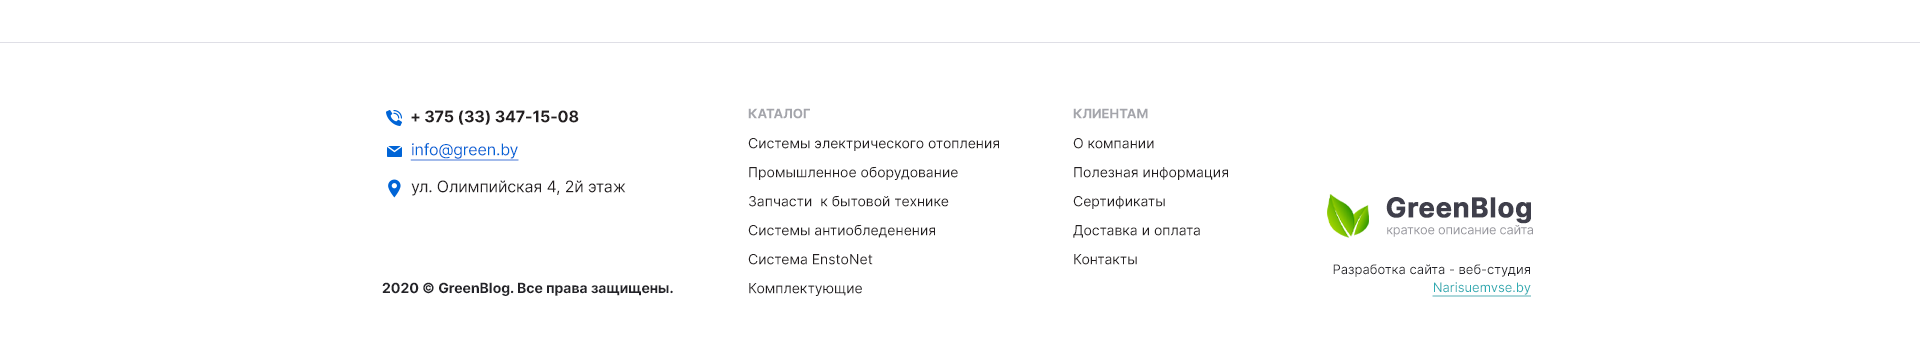 + 375 (33) 347-15-08
info@green.by
ул. Олимпийская 4, 2й этаж
2020 © GreenBlog. Все права защищены.
КАТАЛОГ
Системы электрического отопления
Промышленное оборудование
Запчасти  к бытовой технике
Системы антиобледенения
Система EnstoNet
Комплектующие
КЛИЕНТАМ
О компании
Полезная информация
Сертификаты
Доставка и оплата
Контакты
GreenBlog
краткое описание сайта
Разработка сайта - веб-студия
Narisuemvse.by